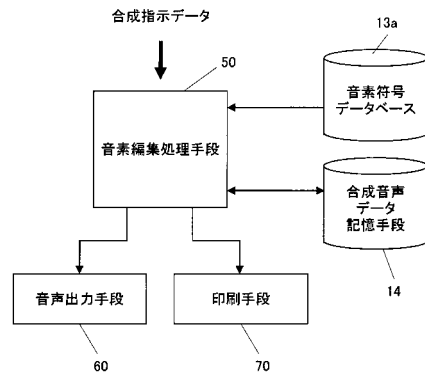 合成指示データ
50
13a
音素符号
データベース
音素編集処理手段
合成音声
データ
記憶手段
14
音声出力手段
印刷手段
60
70